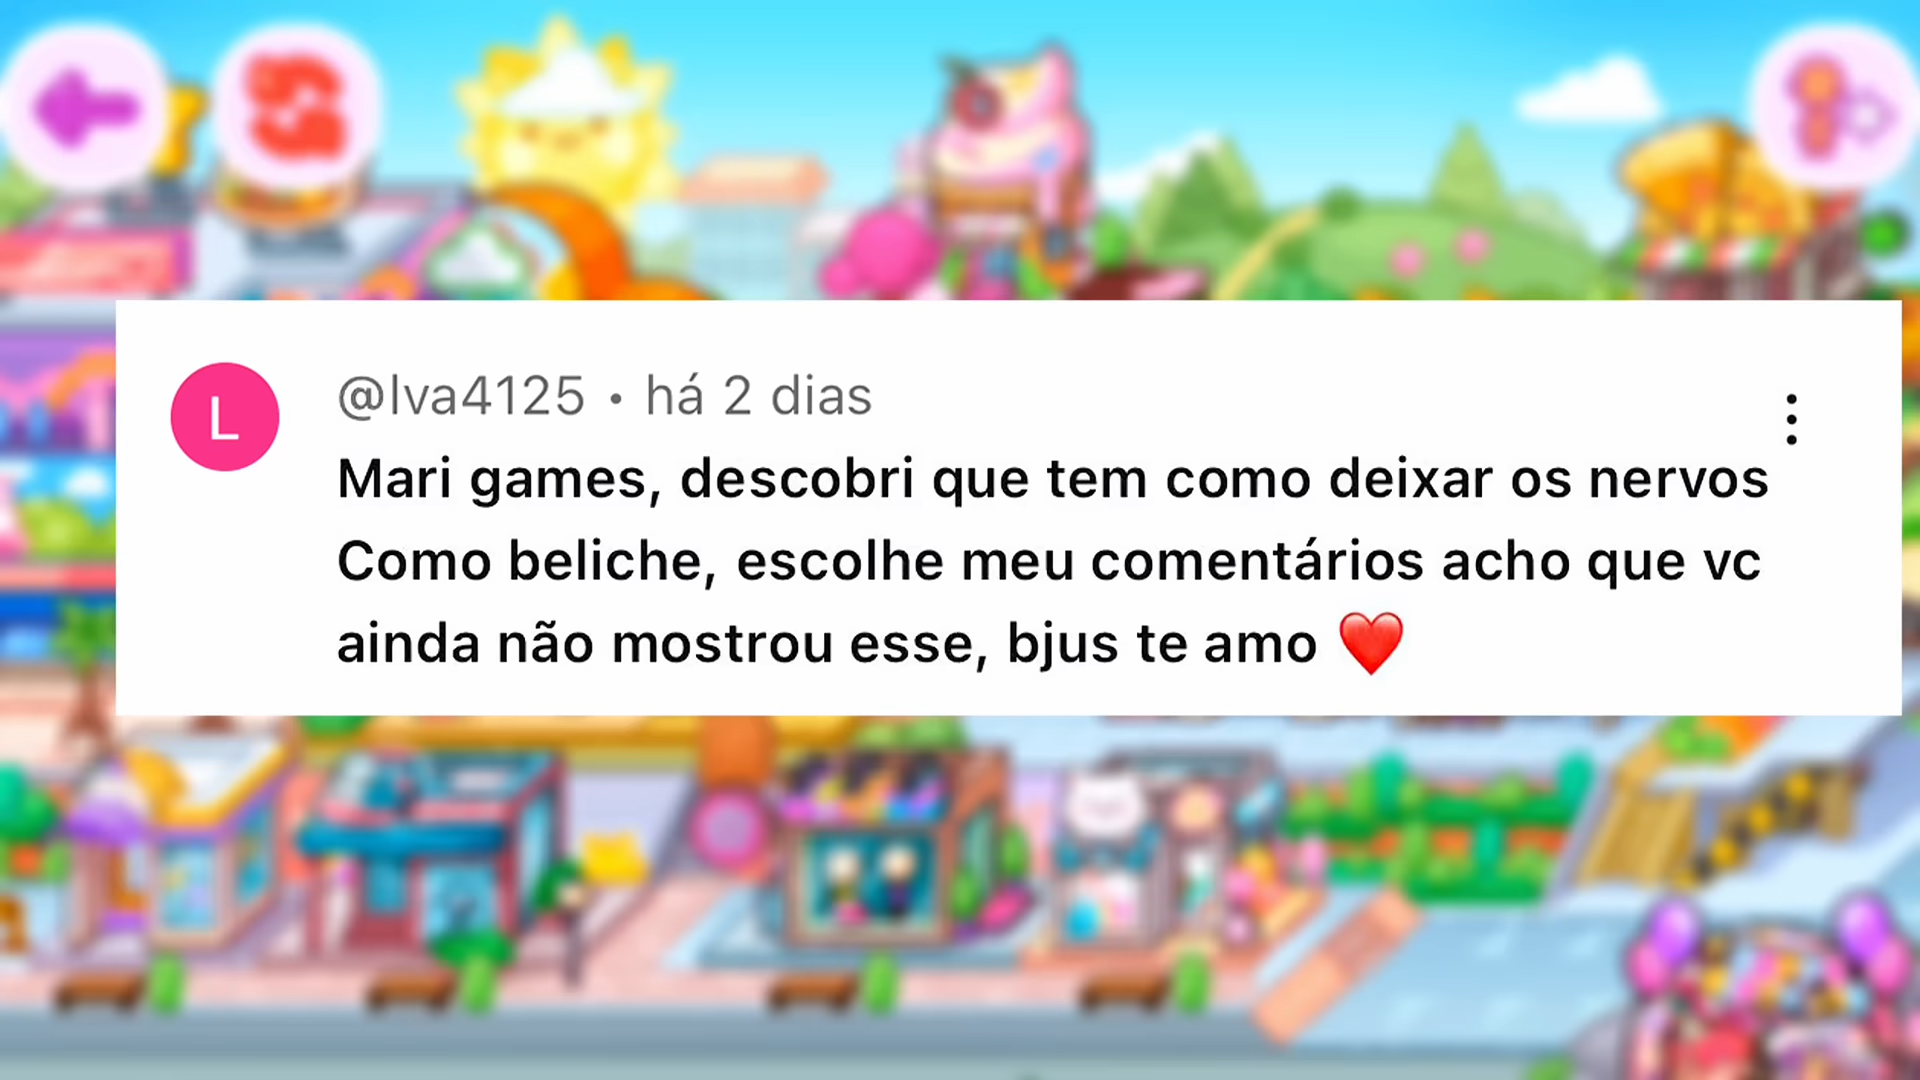 L
@lva4125 • há 2 dias
Mari games, descobri que tem como deixar os nervos
Como beliche, escolhe meu comentários acho que vc
ainda não mostrou esse, bjus te amo ❤️